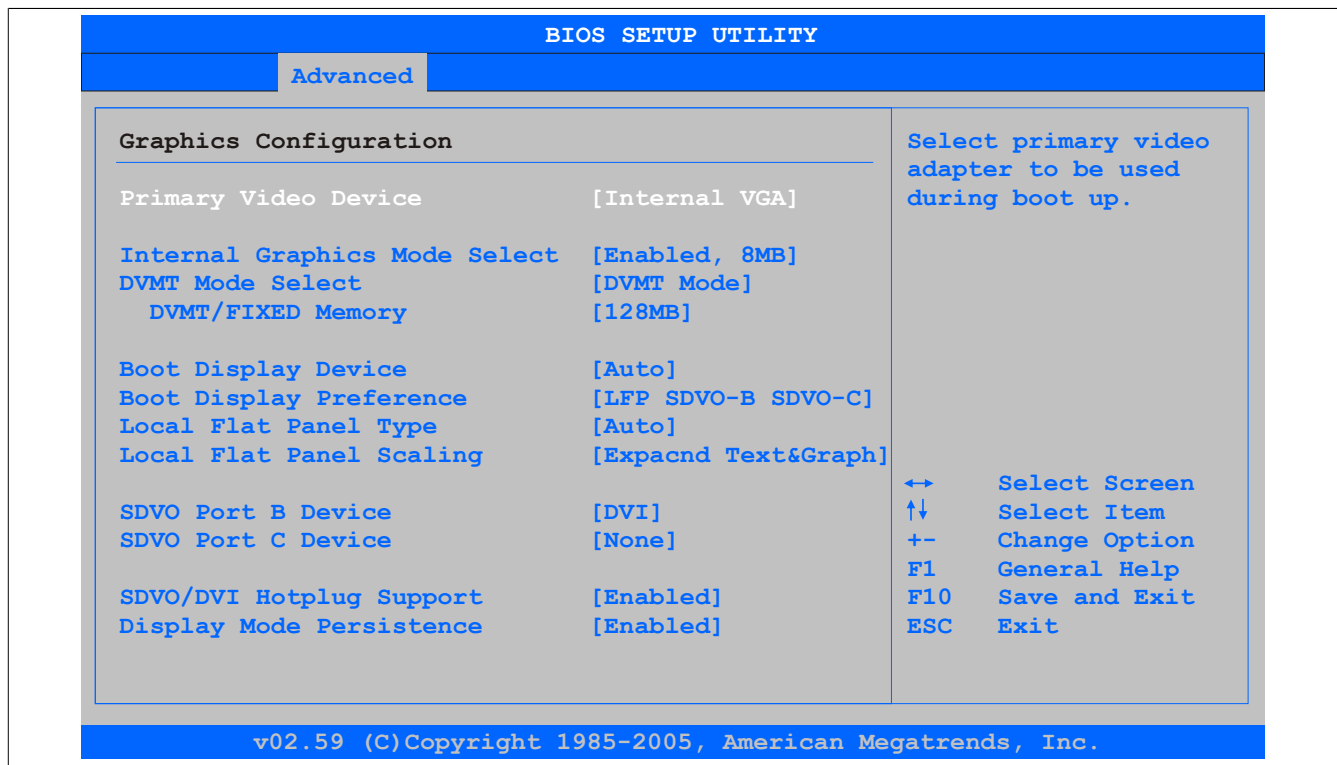 BIOS SETUP UTILITY
Advanced
Graphics Configuration
Primary Video Device [Internal VGA]
Internal Graphics Mode Select [Enabled, 8MB]
DVMT Mode Select [DVMT Mode]
DVMT/FIXED Memory [128MB]
Boot Display Device [Auto]
Boot Display Preference [LFP SDVO-B SDVO-C]
Local Flat Panel Type [Auto]
Local Flat Panel Scaling [Expacnd Text&Graph]
SDVO Port B Device [DVI]
SDVO Port C Device [None]
SDVO/DVI Hotplug Support [Enabled]
Display Mode Persistence [Enabled]
Select primary video
adapter to be used
during boot up.
↔ Select Screen
↑↓ Select Item
+- Change Option
F1 General Help
F10 Save and Exit
ESC Exit
v02.59 (C)Copyright 1985-2005, American Megatrends, Inc.